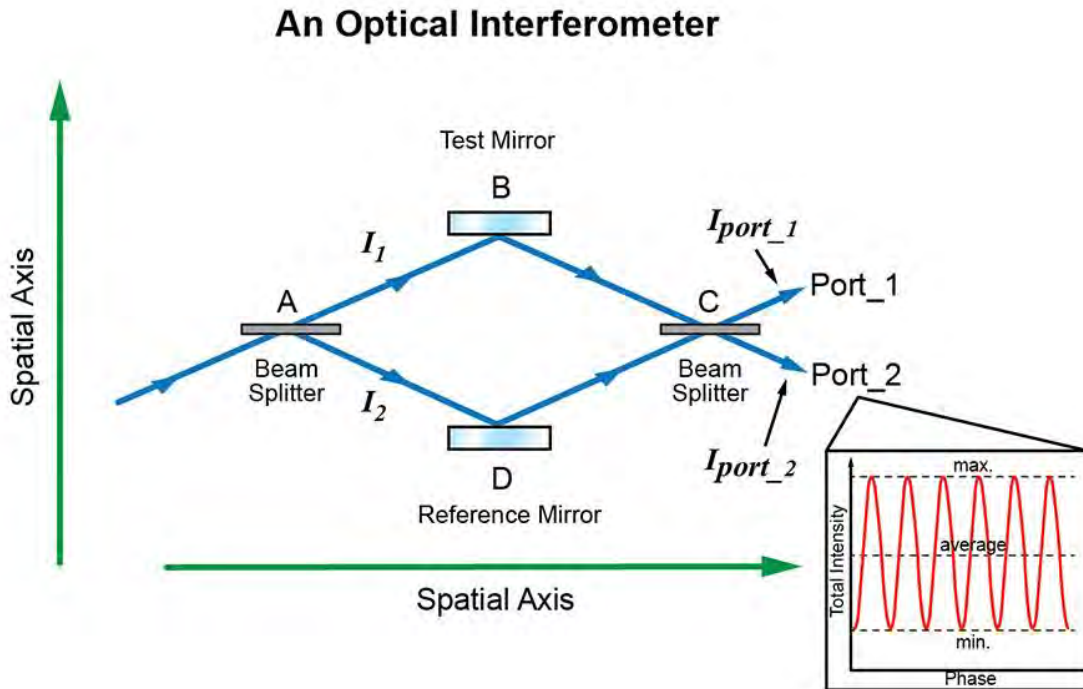 An Optical Interferometer
Spatial Axis
Test Mirror
B
I1
Iport_1
Port_1
A
C
Beam
Splitter
Beam
Splitter
I2
Port_2
Iport_2
D
Reference Mirror
Spatial Axis
Total Intensity
max.
average
min.
Phase